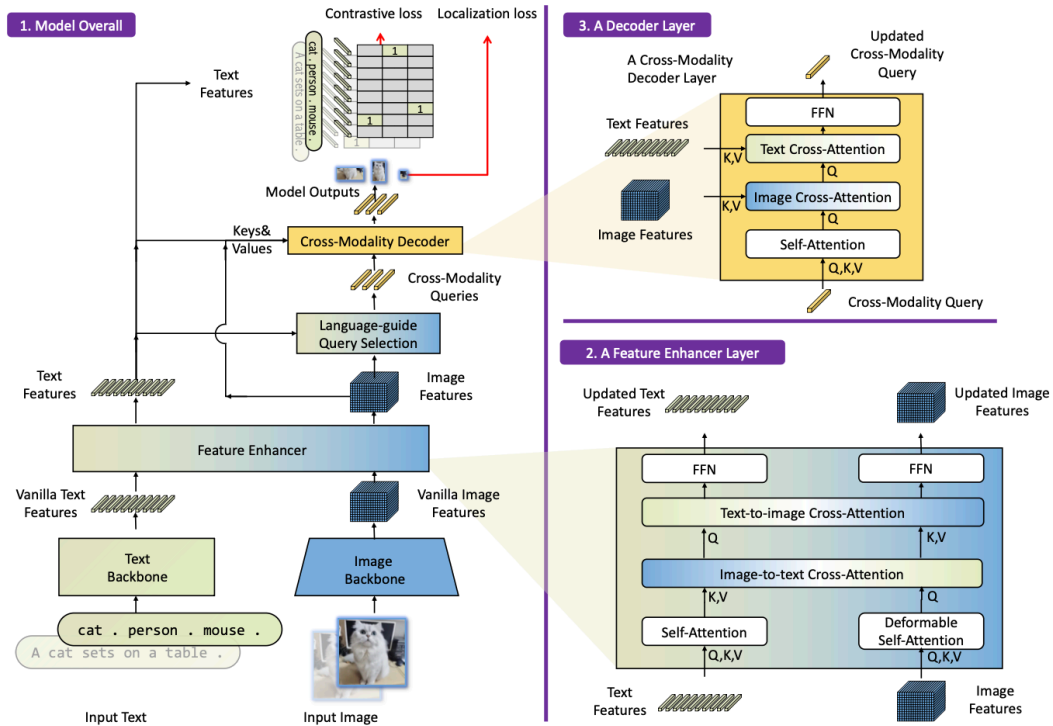 1. Model Overall
Contrastive loss
Localization loss
Text
Features
cat . person . mouse .
A cat sets on a table .
1
1
1
1
Model Outputs
Keys&
Values
Cross-Modality Decoder
Cross-Modality
Queries
Language-guide
Query Selection
Text
Features
Image
Features
Feature Enhancer
Vanilla Text
Features
Vanilla Image
Features
Text
Backbone
Image
Backbone
cat . person . mouse .
A cat sets on a table .
Input Text
Input Image
3. A Decoder Layer
A Cross-Modality
Decoder Layer
Updated
Cross-Modality
Query
FFN
Text Features
K,V
Text Cross-Attention
Q
Image Features
K,V
Image Cross-Attention
Q
Self-Attention
Q,K,V
Cross-Modality Query
2. A Feature Enhancer Layer
Updated Text
Features
Updated Image
Features
FFN
FFN
Text-to-image Cross-Attention
Q
K,V
Image-to-text Cross-Attention
K,V
Q
Self-Attention
Deformable
Self-Attention
Q,K,V
Q,K,V
Text
Features
Image
Features